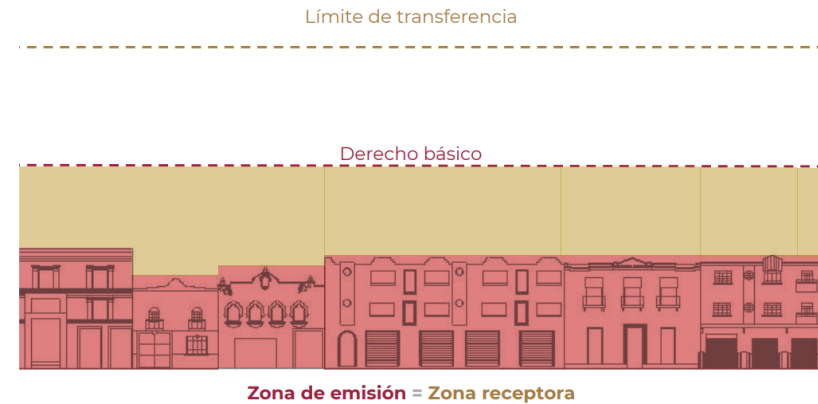 Límite de transferencia
Derecho básico
Zona de emisión = Zona receptora